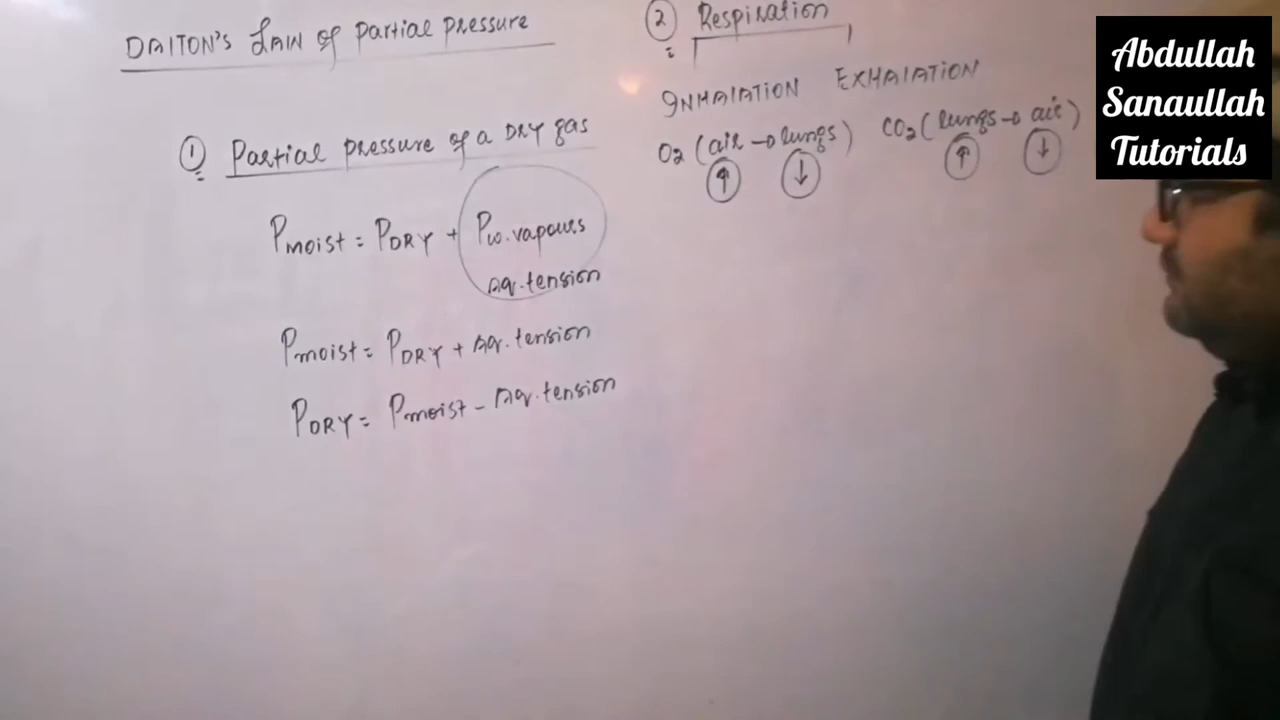 DALTON'S LAW of Partial Pressure
① Partial pressure of a DRY gas
Pmoist = PDRY + Pw.vapours
Aq.tension
Pmoist = PDRY + Aq.tension
PDRY = Pmoist - Aq.tension
② Respiration
INHALATION EXHALATION
O2 (air → lungs) CO2 (lungs → air)
↑ ↓ ↑ ↓
Abdullah
Sanaullah
Tutorials